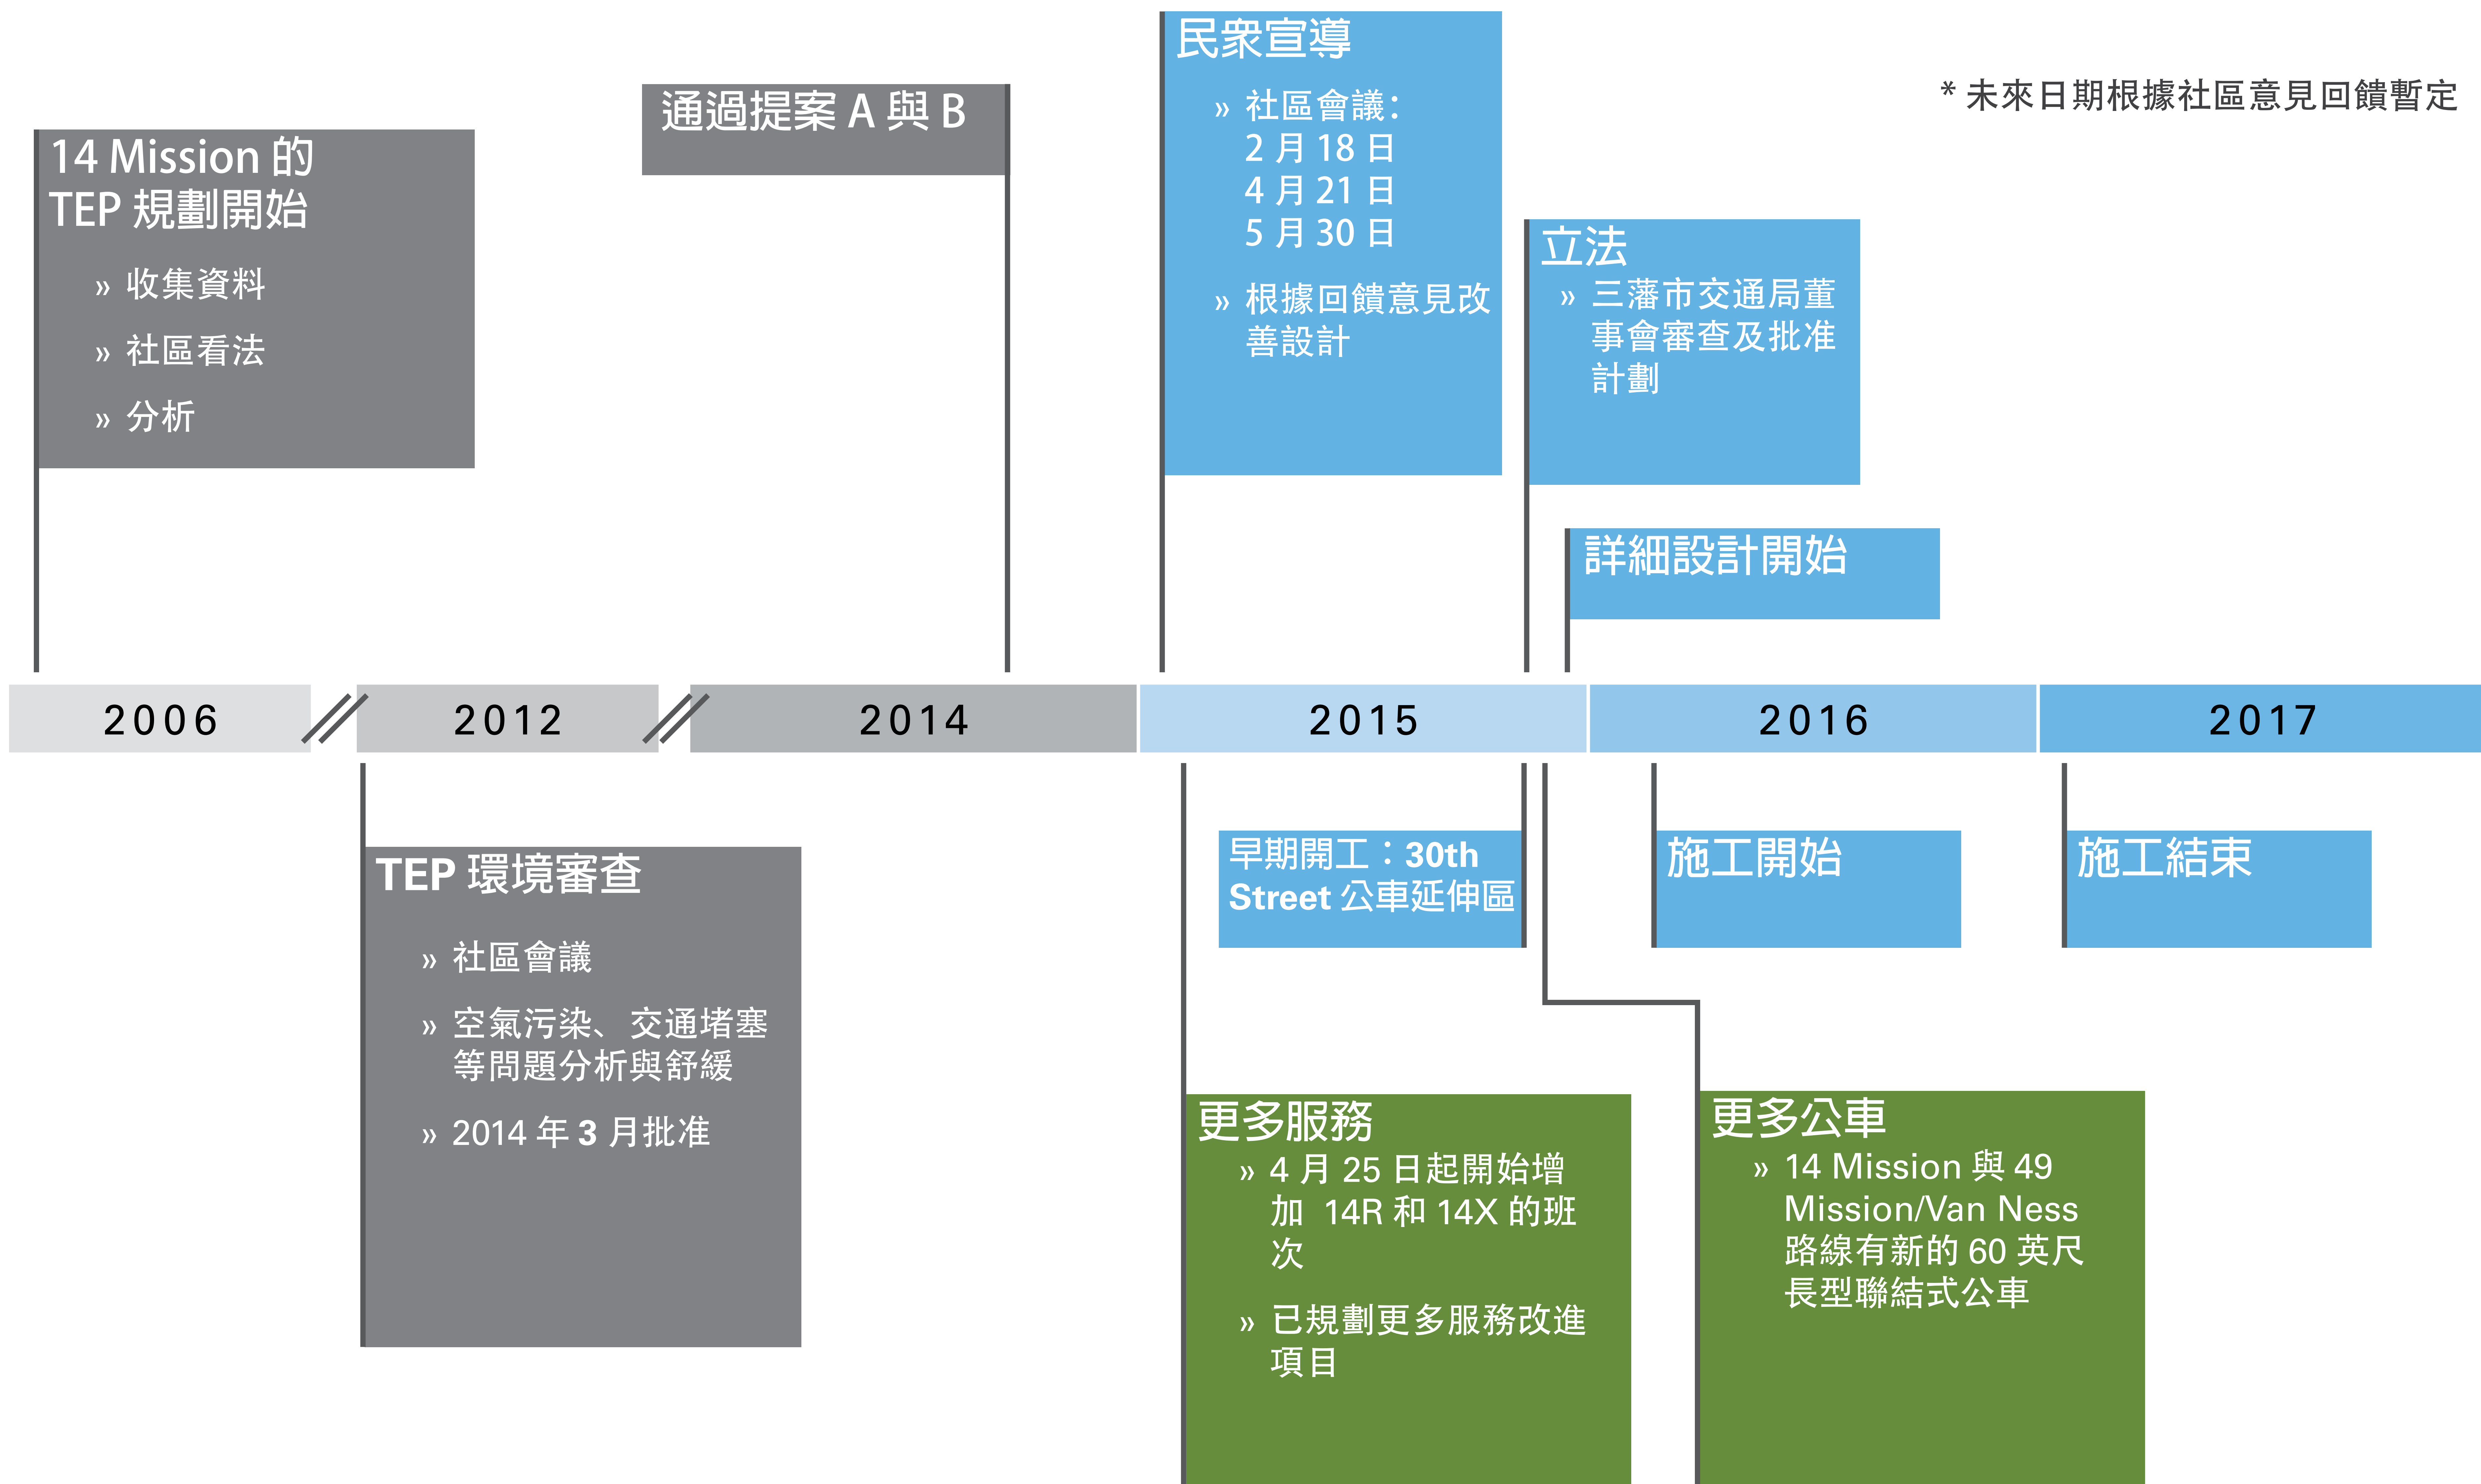 民衆宣導
» 社區會議：
2 月 18 日
4 月 21 日
5 月 30 日
» 根據回饋意見改
善設計
* 未來日期根據社區意見回饋暫定
通過提案 A 與 B
14 Mission 的
TEP 規劃開始
» 收集資料
» 社區看法
» 分析
立法
» 三藩市交通局董
事會審查及批准
計劃
詳細設計開始
2006
2012
2014
2015
2016
2017
TEP 環境審查
» 社區會議
» 空氣污染、交通堵塞
等問題分析與舒緩
» 2014 年 3 月批准
早期開工：30th
Street 公車延伸區
施工開始
施工結束
更多服務
» 4 月 25 日起開始增
加 14R 和 14X 的班
次
» 已規劃更多服務改進
項目
更多公車
» 14 Mission 與 49
Mission/Van Ness
路線有新的 60 英尺
長型聯結式公車